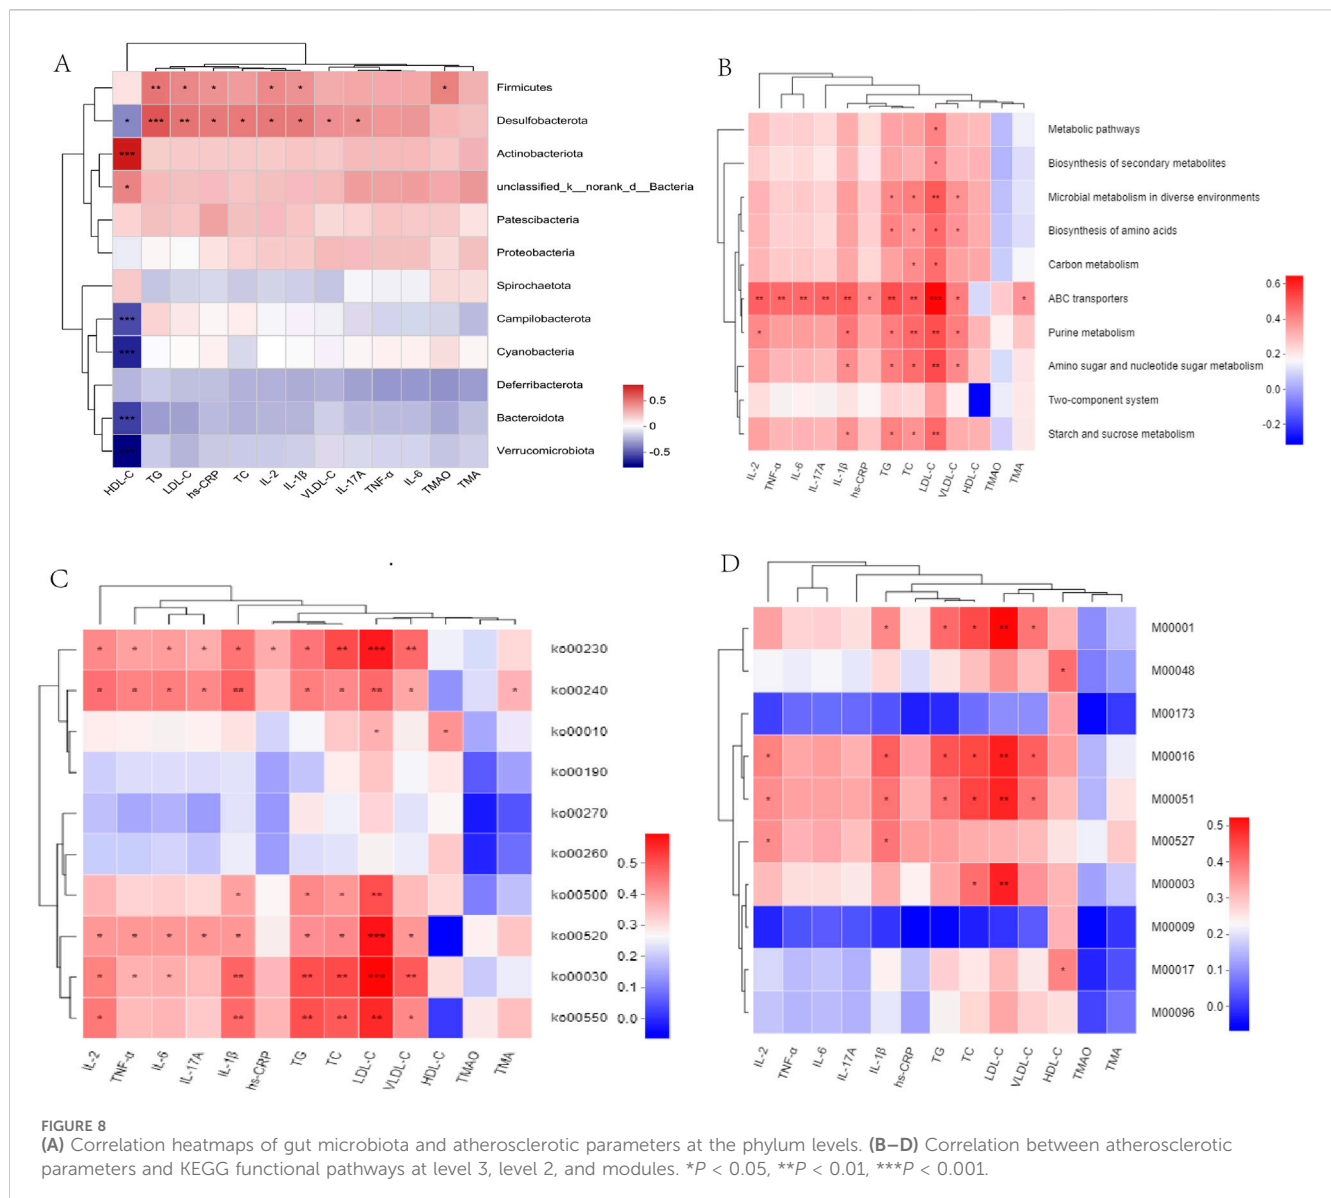 A
Firmicutes
Desulfobacterota
Actinobacteriota
unclassified_k__norank_d__Bacteria
Patescibacteria
Proteobacteria
Spirochaetota
Campilobacterota
Cyanobacteria
Deferribacterota
Bacteroidota
Verrucomicrobiota
** * * * * *
* *** ** * * * * * *
***
*
***
***
***
***
HDL-C TG LDL-C hs-CRP TC IL-2 IL-1β VLDL-C IL-17A TNF-α IL-6 TMAO TMA
0.5
0
-0.5
B
Metabolic pathways
Biosynthesis of secondary metabolites
Microbial metabolism in diverse environments
Biosynthesis of amino acids
Carbon metabolism
ABC transporters
Purine metabolism
Amino sugar and nucleotide sugar metabolism
Two-component system
Starch and sucrose metabolism
*
*
* * ** *
* * * *
* *
** ** ** ** ** * ** ** *** * *
* * * ** ** *
* * * ** *
* * * **
IL-2 TNF-α IL-6 IL-17A IL-1β hs-CRP TG TC LDL-C VLDL-C HDL-C TMAO TMA
0.6
0.4
0.2
0.0
-0.2
C
ko00230
ko00240
ko00010
ko00190
ko00270
ko00260
ko00500
ko00520
ko00030
ko00550
* * * * * * * ** *** **
* * * * ** * * ** * *
* *
* * * **
* * * * * * * *** *
* * * ** ** ** *** **
* ** ** ** ** *
IL-2 TNF-α IL-6 IL-17A IL-1β hs-CRP TG TC LDL-C VLDL-C HDL-C TMAO TMA
0.5
0.4
0.3
0.2
0.1
0.0
D
M00001
M00048
M00173
M00016
M00051
M00527
M00003
M00009
M00017
M00096
* * * ** *
*
* * * * ** *
* * * * ** *
* *
* **
*
IL-2 TNF-α IL-6 IL-17A IL-1β hs-CRP TG TC LDL-C VLDL-C HDL-C TMAO TMA
0.5
0.4
0.3
0.2
0.1
0.0
FIGURE 8
(A) Correlation heatmaps of gut microbiota and atherosclerotic parameters at the phylum levels. (B–D) Correlation between atherosclerotic
parameters and KEGG functional pathways at level 3, level 2, and modules. *P < 0.05, **P < 0.01, ***P < 0.001.